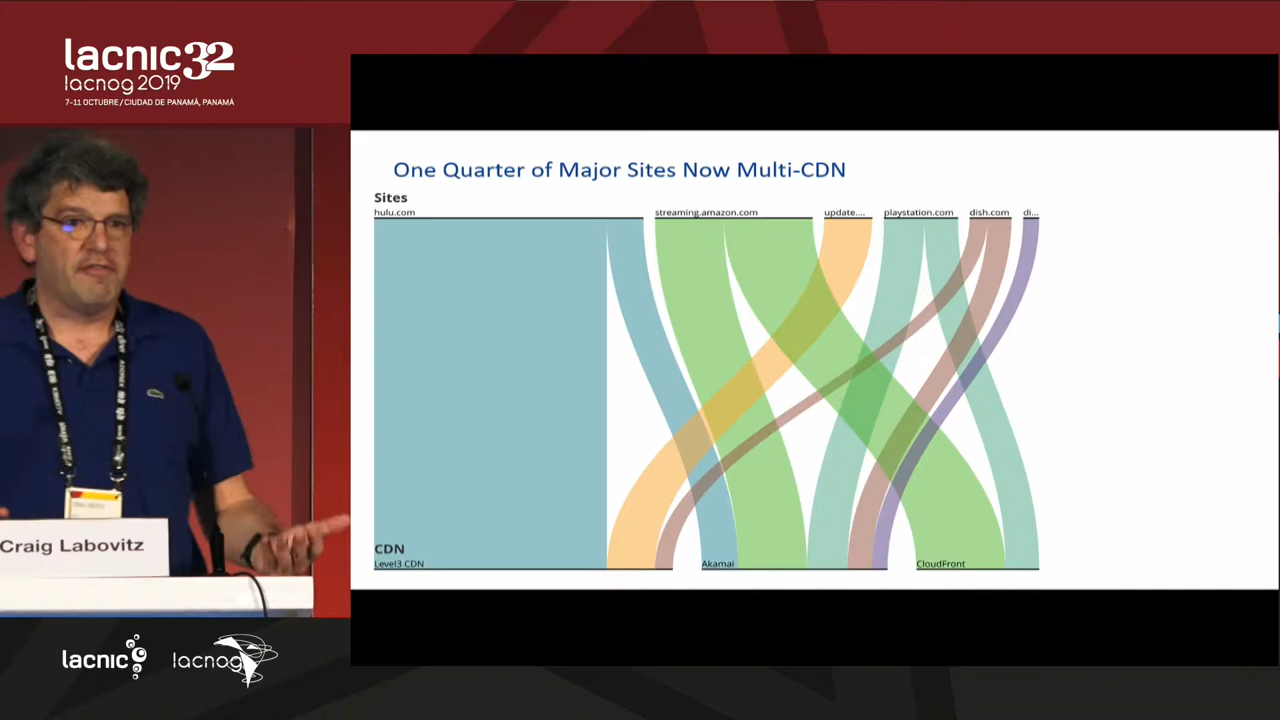 lacnic 32
lacnog 2019
7-11 OCTUBRE / CIUDAD DE PANAMÁ, PANAMÁ
One Quarter of Major Sites Now Multi-CDN
Sites
hulu.com
streaming.amazon.com
update....
playstation.com
dish.com
di...
CDN
Level3 CDN
Akamai
CloudFront
Craig Labovitz
lacnic
lacnog